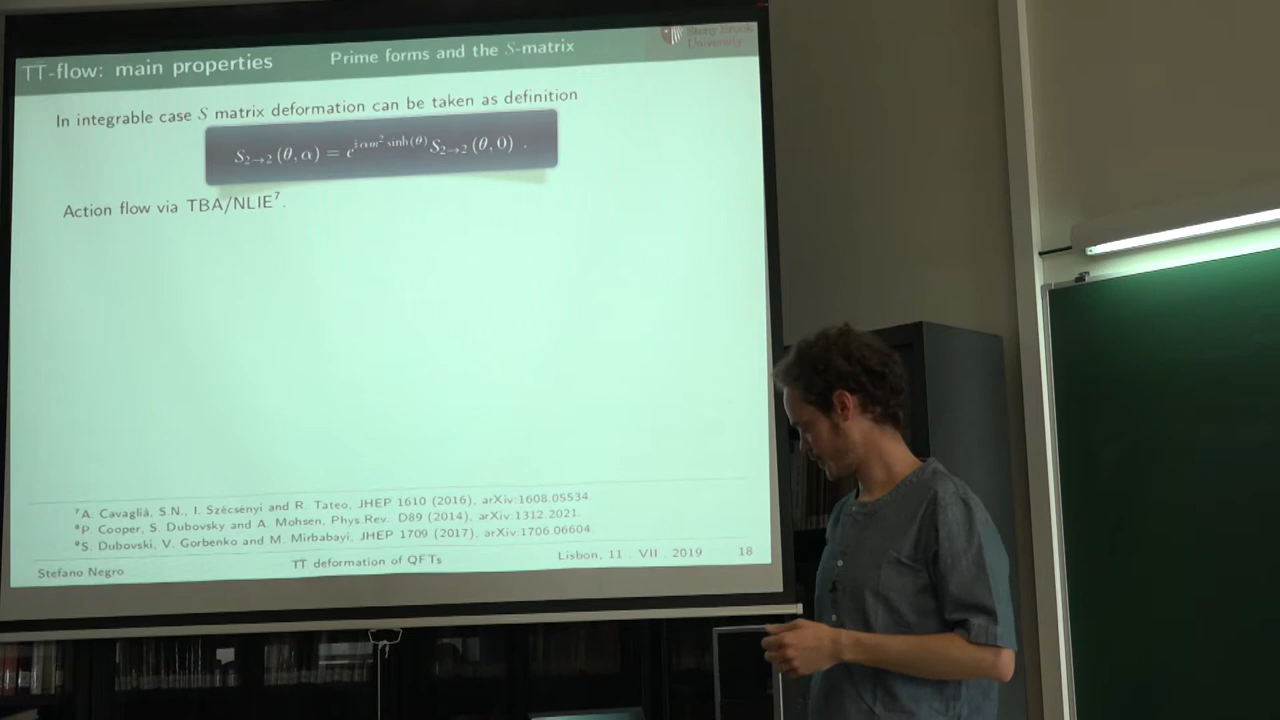 TT-flow: main properties Prime forms and the S-matrix
Stony Brook
University
In integrable case S matrix deformation can be taken as definition
S₂→₂(θ, α) = e^{iαm² sinh(θ)} S₂→₂(θ, 0) .
Action flow via TBA/NLIE⁷.
⁷A. Cavaglià, S.N., I. Szécsényi and R. Tateo, JHEP 1610 (2016), arXiv:1608.05534.
⁸P. Cooper, S. Dubovsky and A. Mohsen, Phys.Rev. D89 (2014), arXiv:1312.2021.
⁹S. Dubovski, V. Gorbenko and M. Mirbabayi, JHEP 1709 (2017), arXiv:1706.06604.
Stefano Negro TT deformation of QFTs Lisbon, 11 . VII . 2019 18